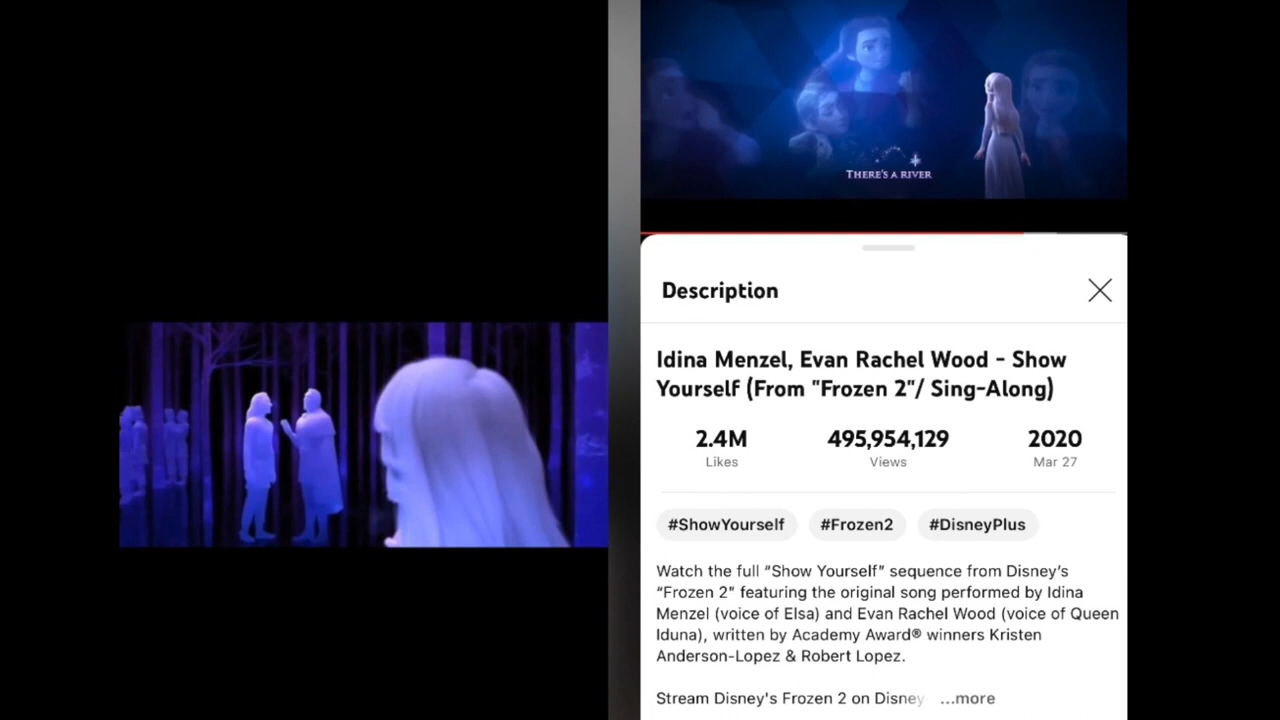 THERE'S A RIVER
Description
Idina Menzel, Evan Rachel Wood - Show
Yourself (From "Frozen 2"/ Sing-Along)
2.4M
495,954,129
2020
Likes
Views
Mar 27
#ShowYourself
#Frozen2
#DisneyPlus
Watch the full “Show Yourself” sequence from Disney’s
“Frozen 2” featuring the original song performed by Idina
Menzel (voice of Elsa) and Evan Rachel Wood (voice of Queen
Iduna), written by Academy Award® winners Kristen
Anderson-Lopez & Robert Lopez.
Stream Disney's Frozen 2 on Disney ...more